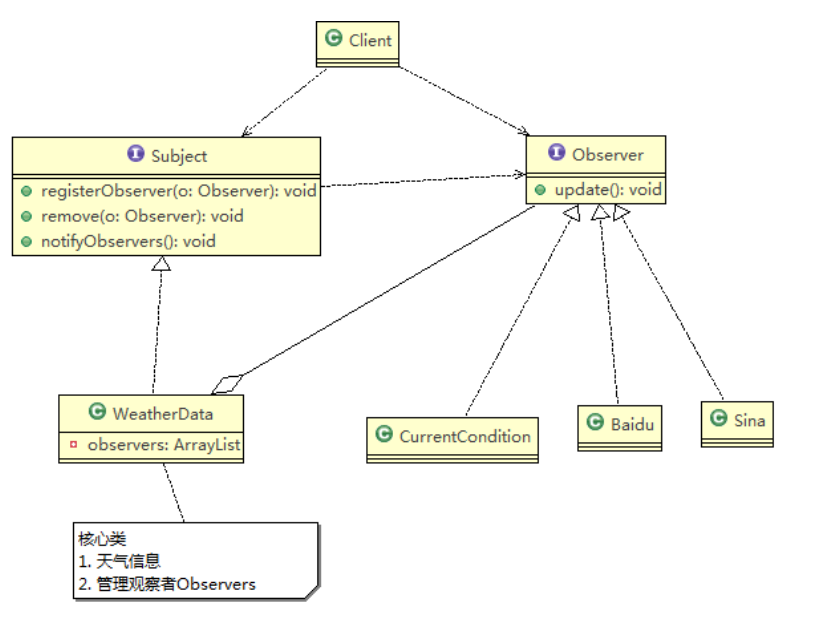 Client
Subject
registerObserver(o: Observer): void
remove(o: Observer): void
notifyObservers(): void
Observer
update(): void
WeatherData
observers: ArrayList
CurrentCondition
Baidu
Sina
核心类
1. 天气信息
2. 管理观察者Observers